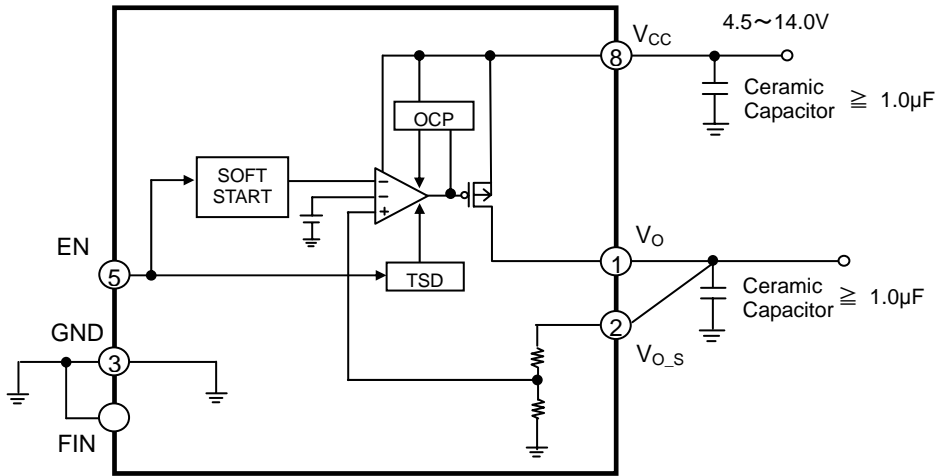 4.5～14.0V
VCC
8
Ceramic
Capacitor ≧ 1.0µF
OCP
SOFT
START
−
−
+
EN
5
TSD
VO
1
Ceramic
Capacitor ≧ 1.0µF
2
VO_S
GND
3
FIN